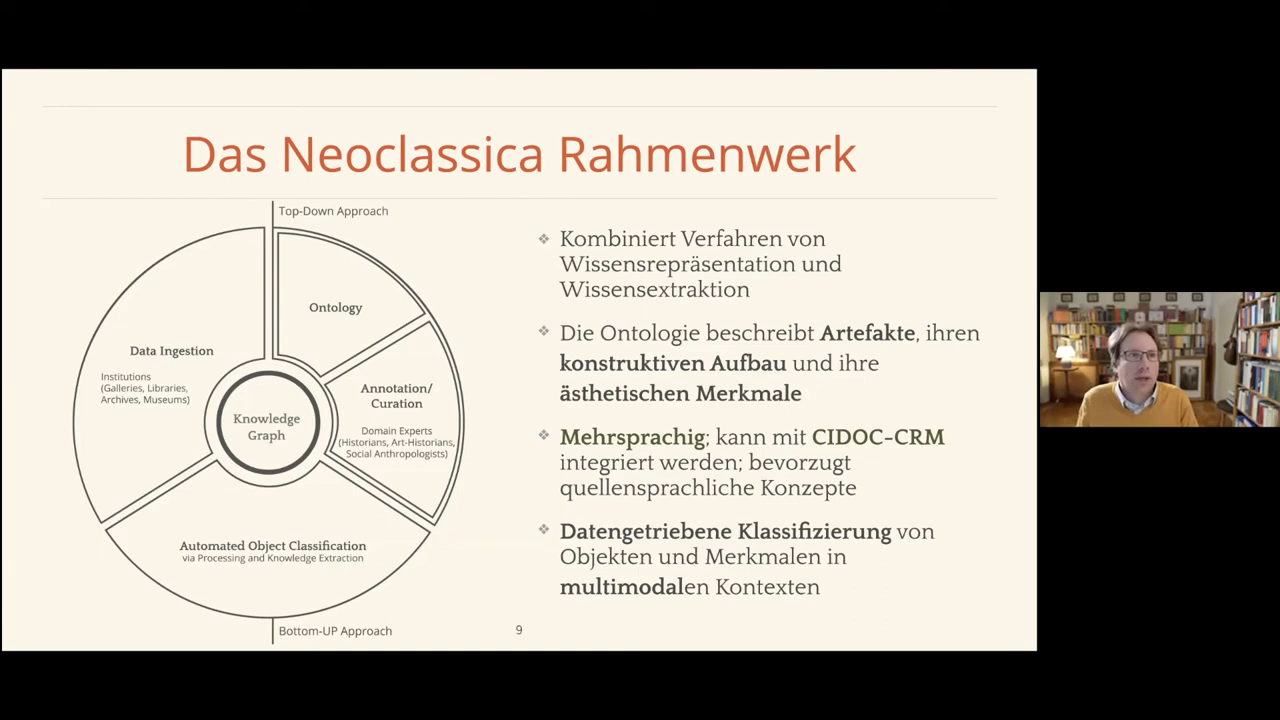 Das Neoclassica Rahmenwerk
Top-Down Approach
Ontology
Data Ingestion
Institutions
(Galleries, Libraries,
Archives, Museums)
Knowledge
Graph
Annotation/
Curation
Domain Experts
(Historians, Art-Historians,
Social Anthropologists)
Automated Object Classification
via Processing and Knowledge Extraction
Bottom-UP Approach
Kombiniert Verfahren von
Wissensrepräsentation und
Wissensextraktion
Die Ontologie beschreibt Artefakte, ihren
konstruktiven Aufbau und ihre
ästhetischen Merkmale
Mehrsprachig; kann mit CIDOC-CRM
integriert werden; bevorzugt
quellensprachliche Konzepte
Datengetriebene Klassifizierung von
Objekten und Merkmalen in
multimodalen Kontexten
9